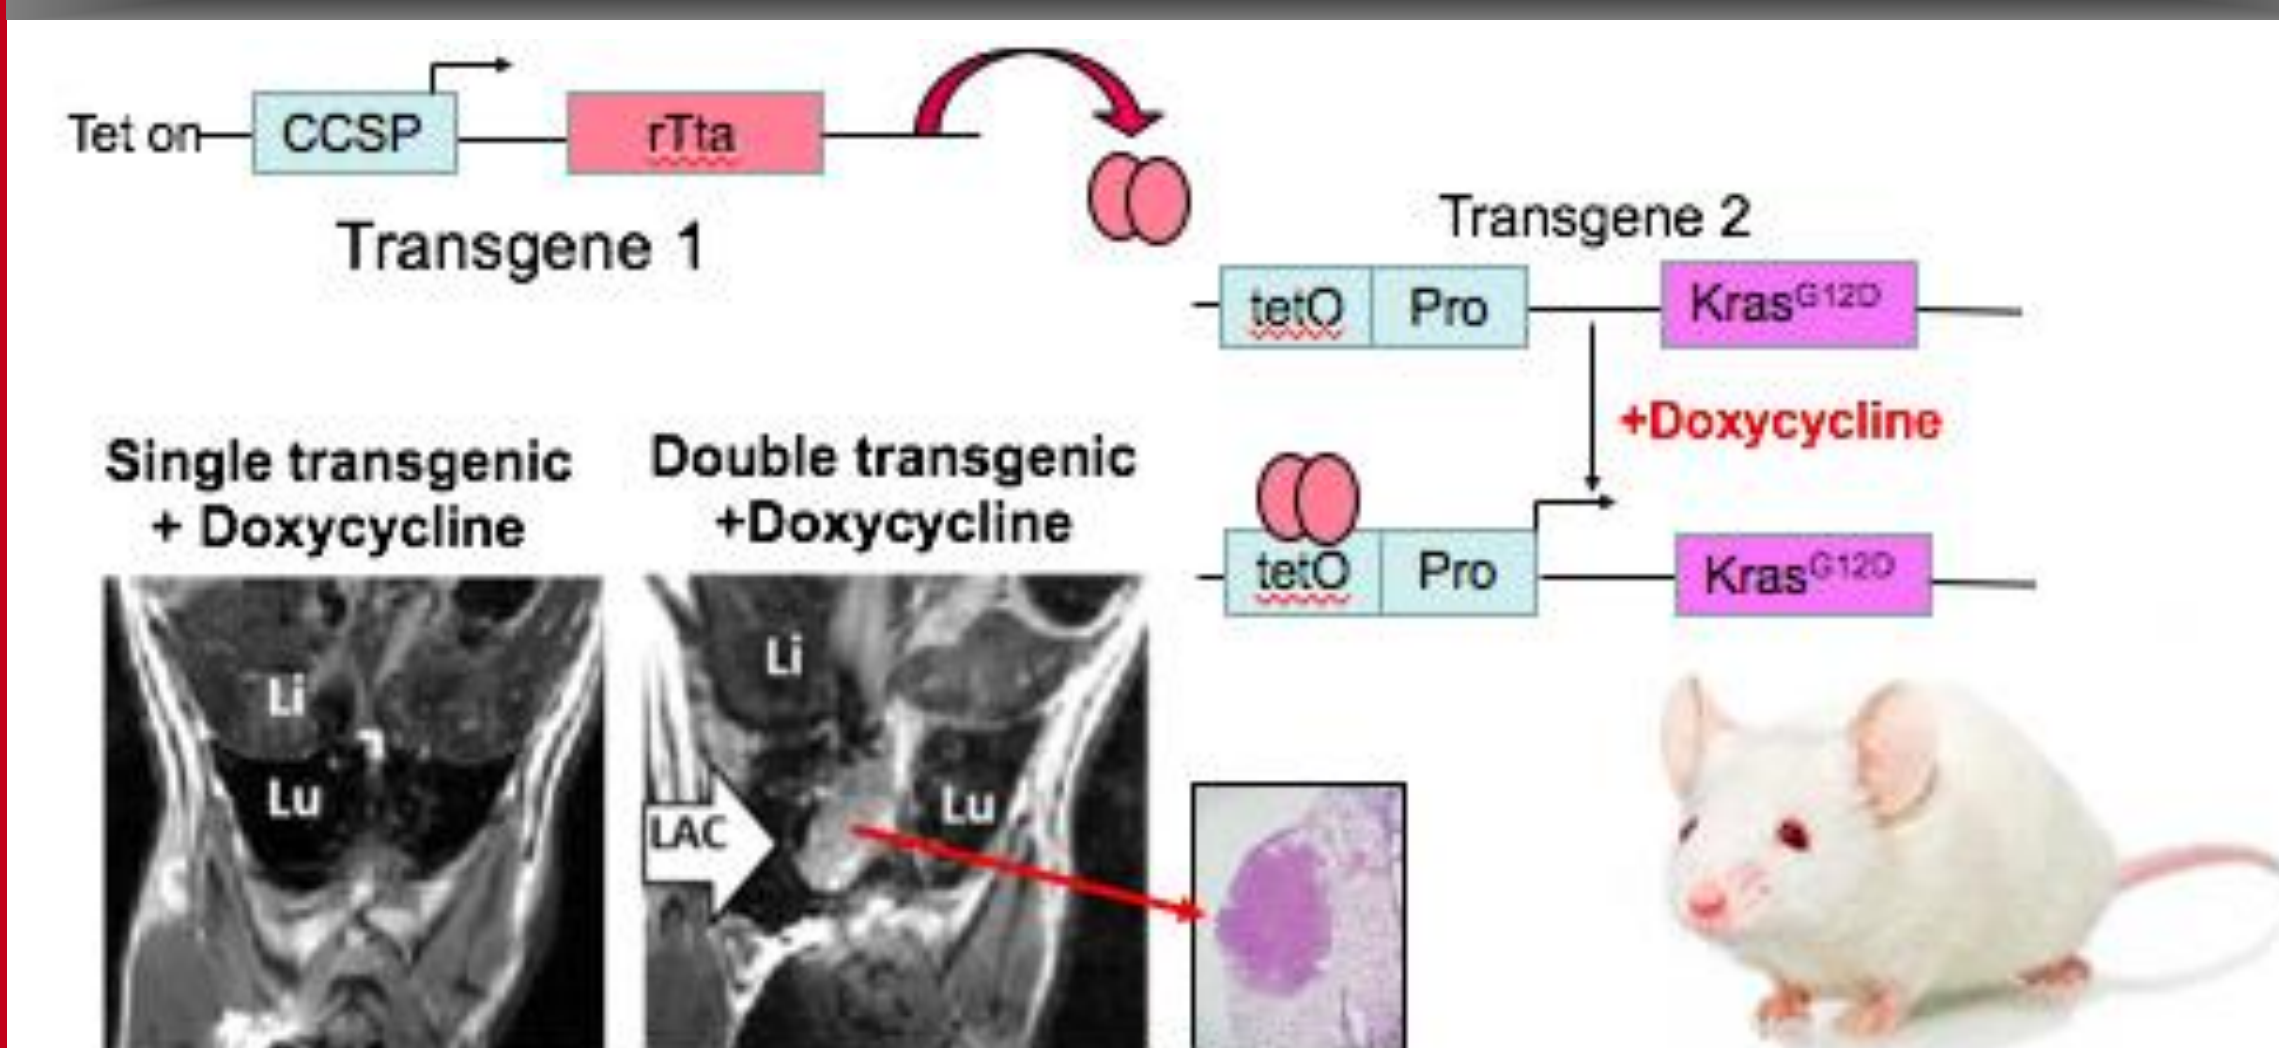 Tet on
CCSP
rTta
Transgene 1
Transgene 2
tetO
Pro
Kras^G12D
+Doxycycline
tetO
Pro
Kras^G12D
Single transgenic
+ Doxycycline
Double transgenic
+Doxycycline
Li
Lu
Li
LAC
Lu